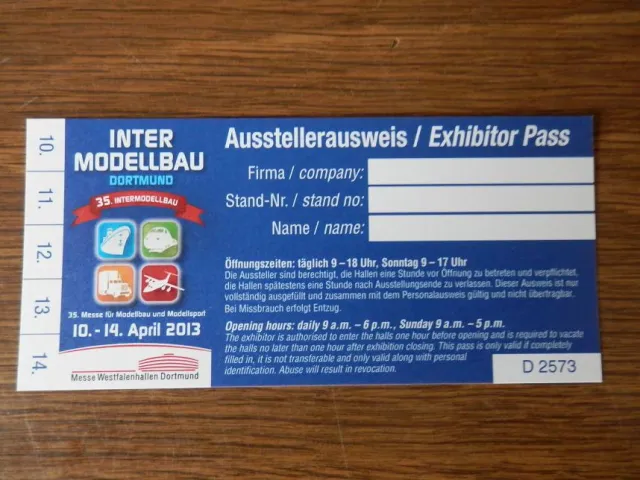 10.
11.
12.
13.
14.
INTER
MODELLBAU
DORTMUND
35. INTERMODELLBAU
35. Messe für Modellbau und Modellsport
10. - 14. April 2013
Messe Westfalenhallen Dortmund
Ausstellerausweis / Exhibitor Pass
Firma / company:
Stand-Nr. / stand no:
Name / name:
Öffnungszeiten: täglich 9 – 18 Uhr, Sonntag 9 – 17 Uhr
Die Aussteller sind berechtigt, die Hallen eine Stunde vor Öffnung zu betreten und verpflichtet,
die Hallen spätestens eine Stunde nach Ausstellungsende zu verlassen. Dieser Ausweis ist nur
vollständig ausgefüllt und zusammen mit dem Personalausweis gültig und nicht übertragbar.
Bei Missbrauch erfolgt Entzug.
Opening hours: daily 9 a.m. – 6 p.m., Sunday 9 a.m. – 5 p.m.
The exhibitor is authorised to enter the halls one hour before opening and is required to vacate
the halls no later than one hour after exhibition closing. This pass is only valid if completely
filled in, it is not transferable and only valid along with personal
identification. Abuse will result in revocation.
D 2573